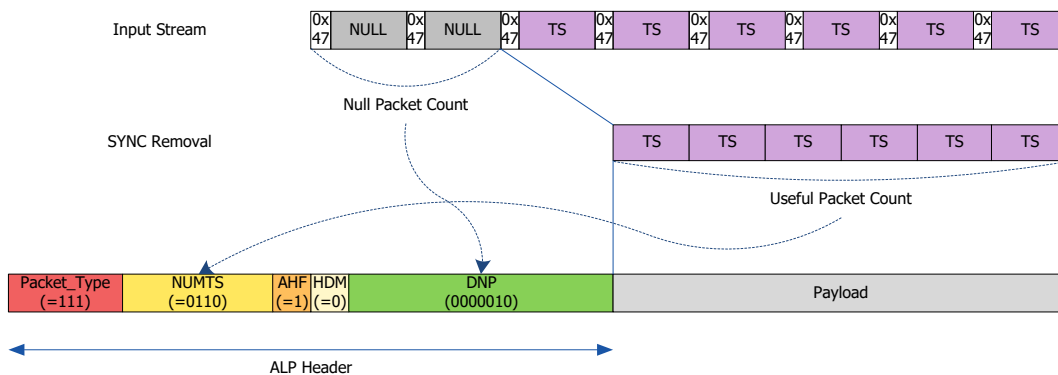 Input Stream
0x 47 NULL 0x 47 NULL 0x 47 TS 0x 47 TS 0x 47 TS 0x 47 TS 0x 47 TS 0x 47 TS
Null Packet Count
SYNC Removal
TS TS TS TS TS TS
Useful Packet Count
Packet_Type NUMTS AHF HDM DNP
(=111) (=0110) (=1) (=0) (0000010)
Payload
ALP Header